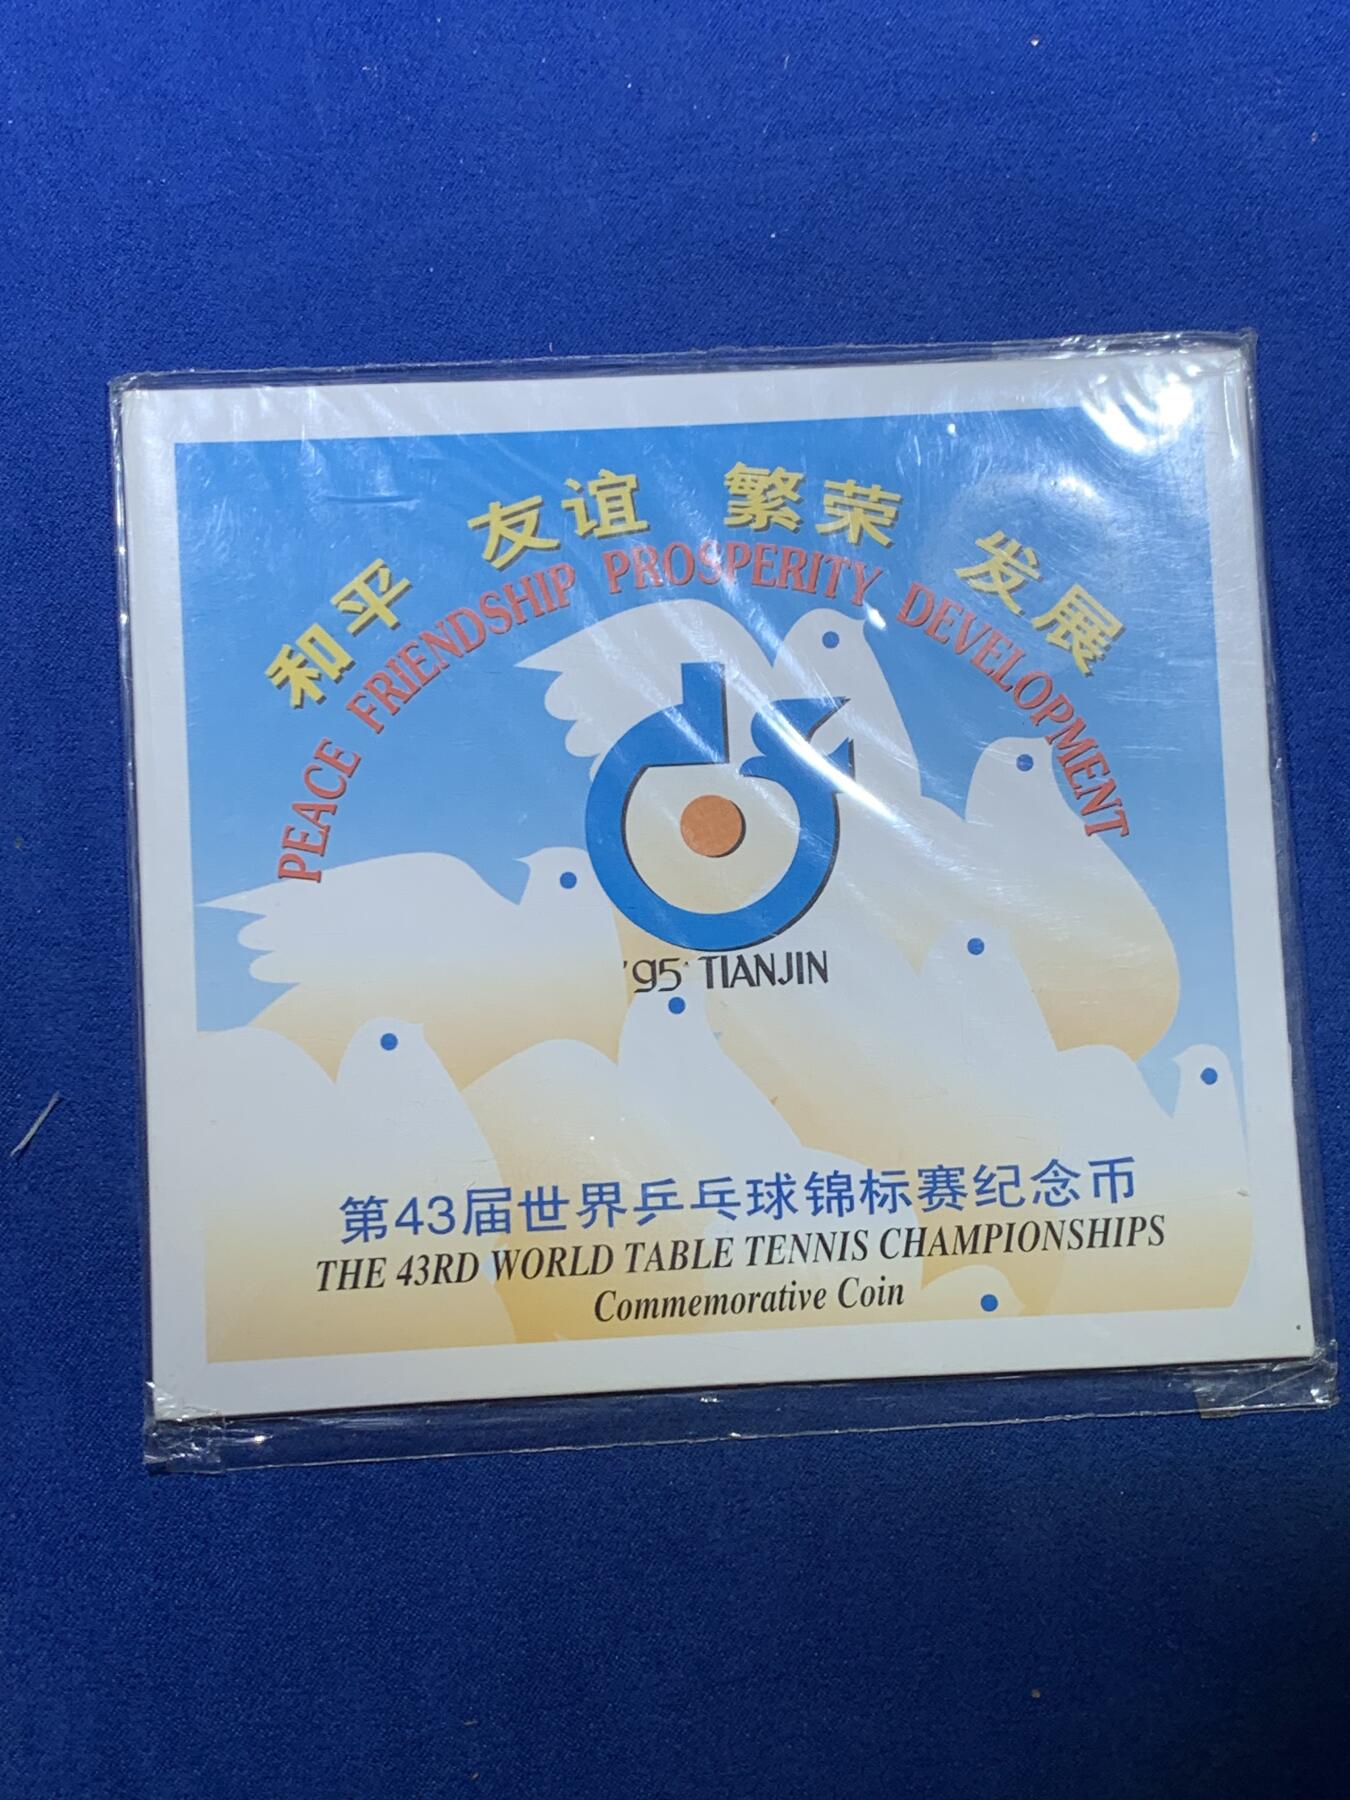 和平 友谊 繁荣 发展
PEACE FRIENDSHIP PROSPERITY DEVELOPMENT
'95 TIANJIN
第43届世界乒乓球锦标赛纪念币
THE 43RD WORLD TABLE TENNIS CHAMPIONSHIPS
Commemorative Coin